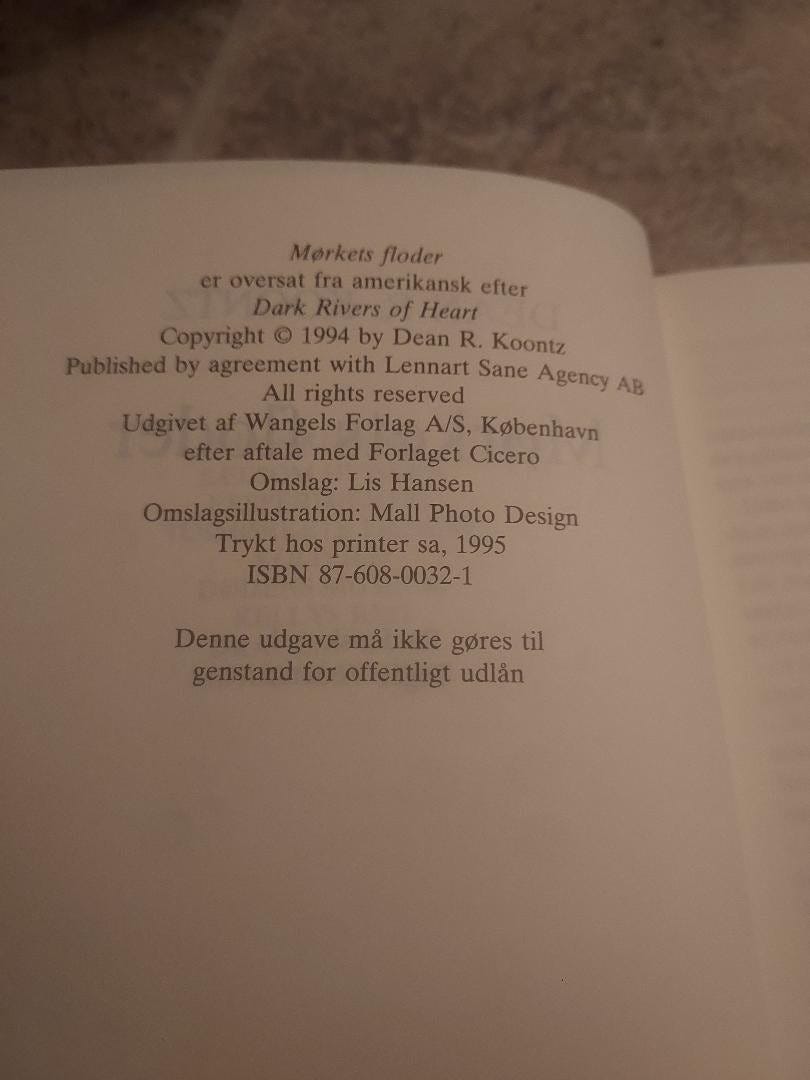 Mørkets floder
er oversat fra amerikansk efter
Dark Rivers of Heart
Copyright © 1994 by Dean R. Koontz
Published by agreement with Lennart Sane Agency AB
All rights reserved
Udgivet af Wangels Forlag A/S, København
efter aftale med Forlaget Cicero
Omslag: Lis Hansen
Omslagsillustration: Mall Photo Design
Trykt hos printer sa, 1995
ISBN 87-608-0032-1
Denne udgave må ikke gøres til
genstand for offentligt udlån